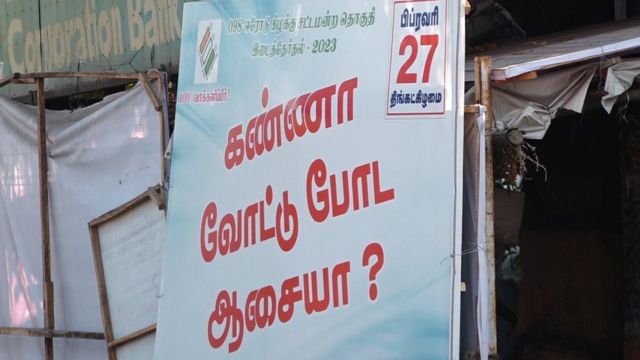 Corporation Bank
098 ஈரோடு கிழக்கு சட்டமன்ற தொகுதி
இடைத்தேர்தல் - 2023
பிப்ரவரி
27
திங்கட்கிழமை
100% வாக்களிப்பீர்!
கண்ணா
வோட்டு போட
ஆசையா ?